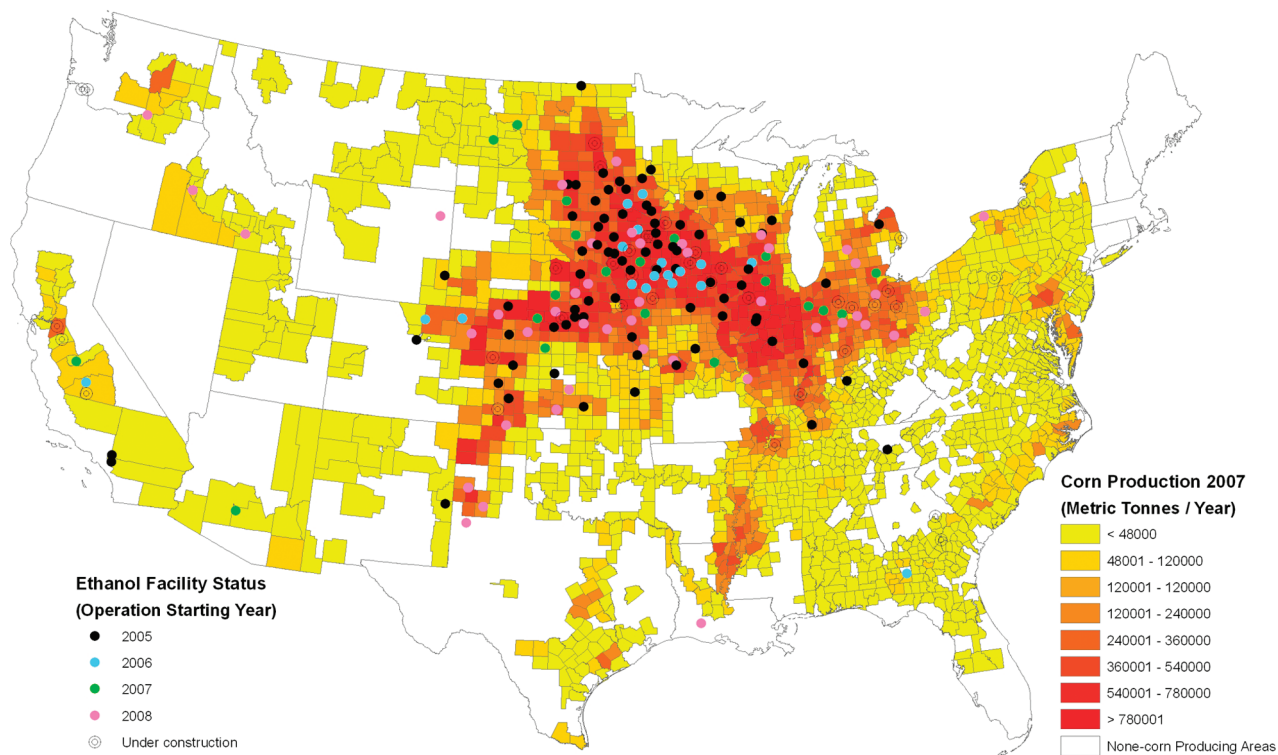 Ethanol Facility Status
(Operation Starting Year)
2005
2006
2007
2008
Under construction
Corn Production 2007
(Metric Tonnes / Year)
< 48000
48001 - 120000
120001 - 120000
120001 - 240000
240001 - 360000
360001 - 540000
540001 - 780000
> 780001
None-corn Producing Areas